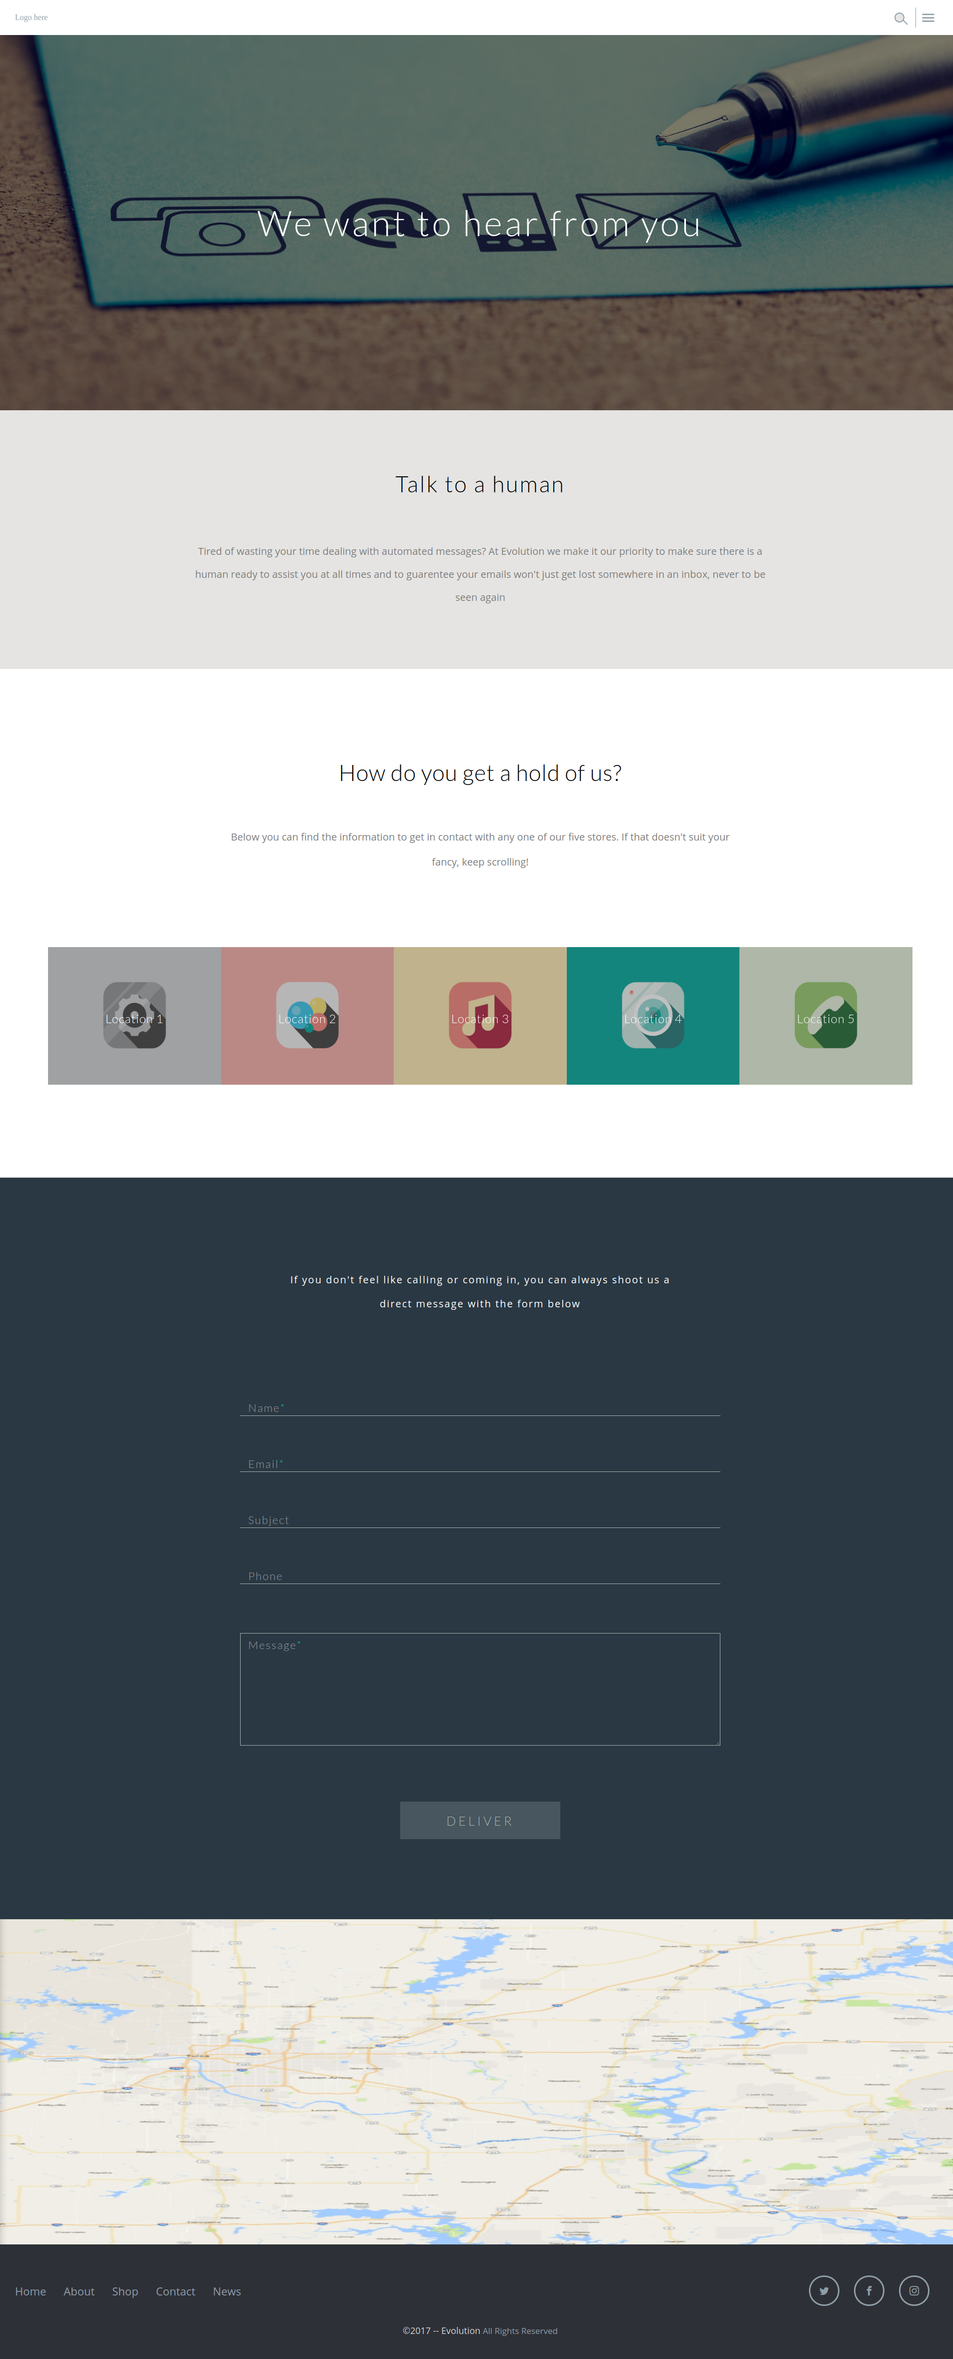 Logo here
We want to hear from you
Talk to a human
Tired of wasting your time dealing with automated messages? At Evolution we make it our priority to make sure there is a
human ready to assist you at all times and to guarentee your emails won't just get lost somewhere in an inbox, never to be
seen again
How do you get a hold of us?
Below you can find the information to get in contact with any one of our five stores. If that doesn't suit your
fancy, keep scrolling!
Location 1
Location 2
Location 3
Location 4
Location 5
If you don't feel like calling or coming in, you can always shoot us a
direct message with the form below
Name*
Email*
Subject
Phone
Message*
DELIVER
Home About Shop Contact News
©2017 -- Evolution All Rights Reserved